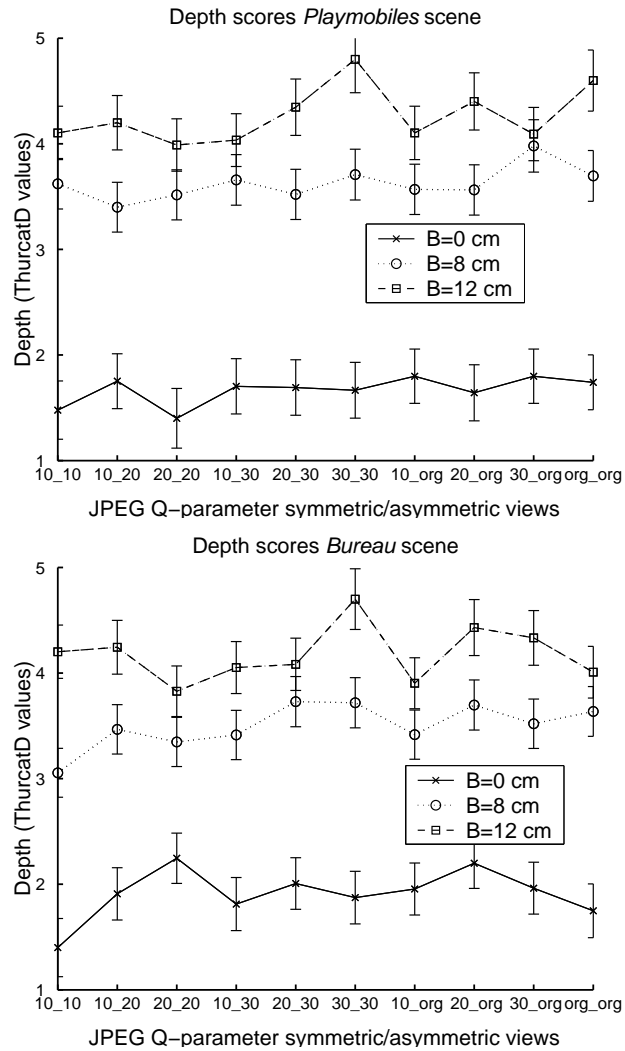 Depth scores Playmobiles scene
5
4
3
2
1
Depth (ThurcatD values)
B=0 cm
B=8 cm
B=12 cm
10_10 10_20 20_20 10_30 20_30 30_30 10_org 20_org 30_org org_org
JPEG Q−parameter symmetric/asymmetric views
Depth scores Bureau scene
5
4
3
2
1
Depth (ThurcatD values)
B=0 cm
B=8 cm
B=12 cm
10_10 10_20 20_20 10_30 20_30 30_30 10_org 20_org 30_org org_org
JPEG Q−parameter symmetric/asymmetric views